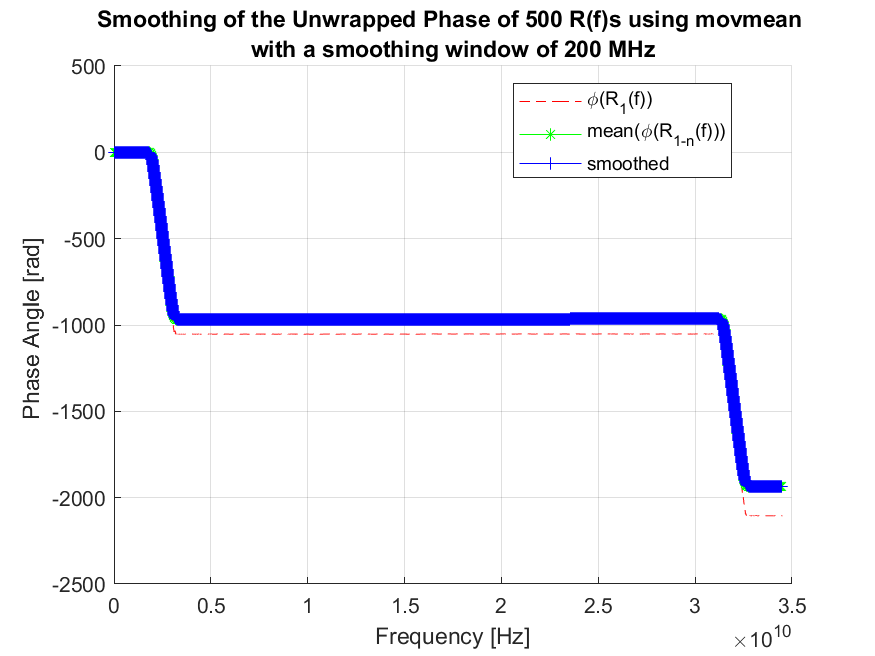 Smoothing of the Unwrapped Phase of 500 R(f)s using movmean
with a smoothing window of 200 MHz
500
ϕ(R₁(f))
mean(ϕ(R₁₋ₙ(f)))
smoothed
0
-500
-1000
-1500
-2000
-2500
Phase Angle [rad]
0 0.5 1 1.5 2 2.5 3 3.5
Frequency [Hz]
×10¹⁰